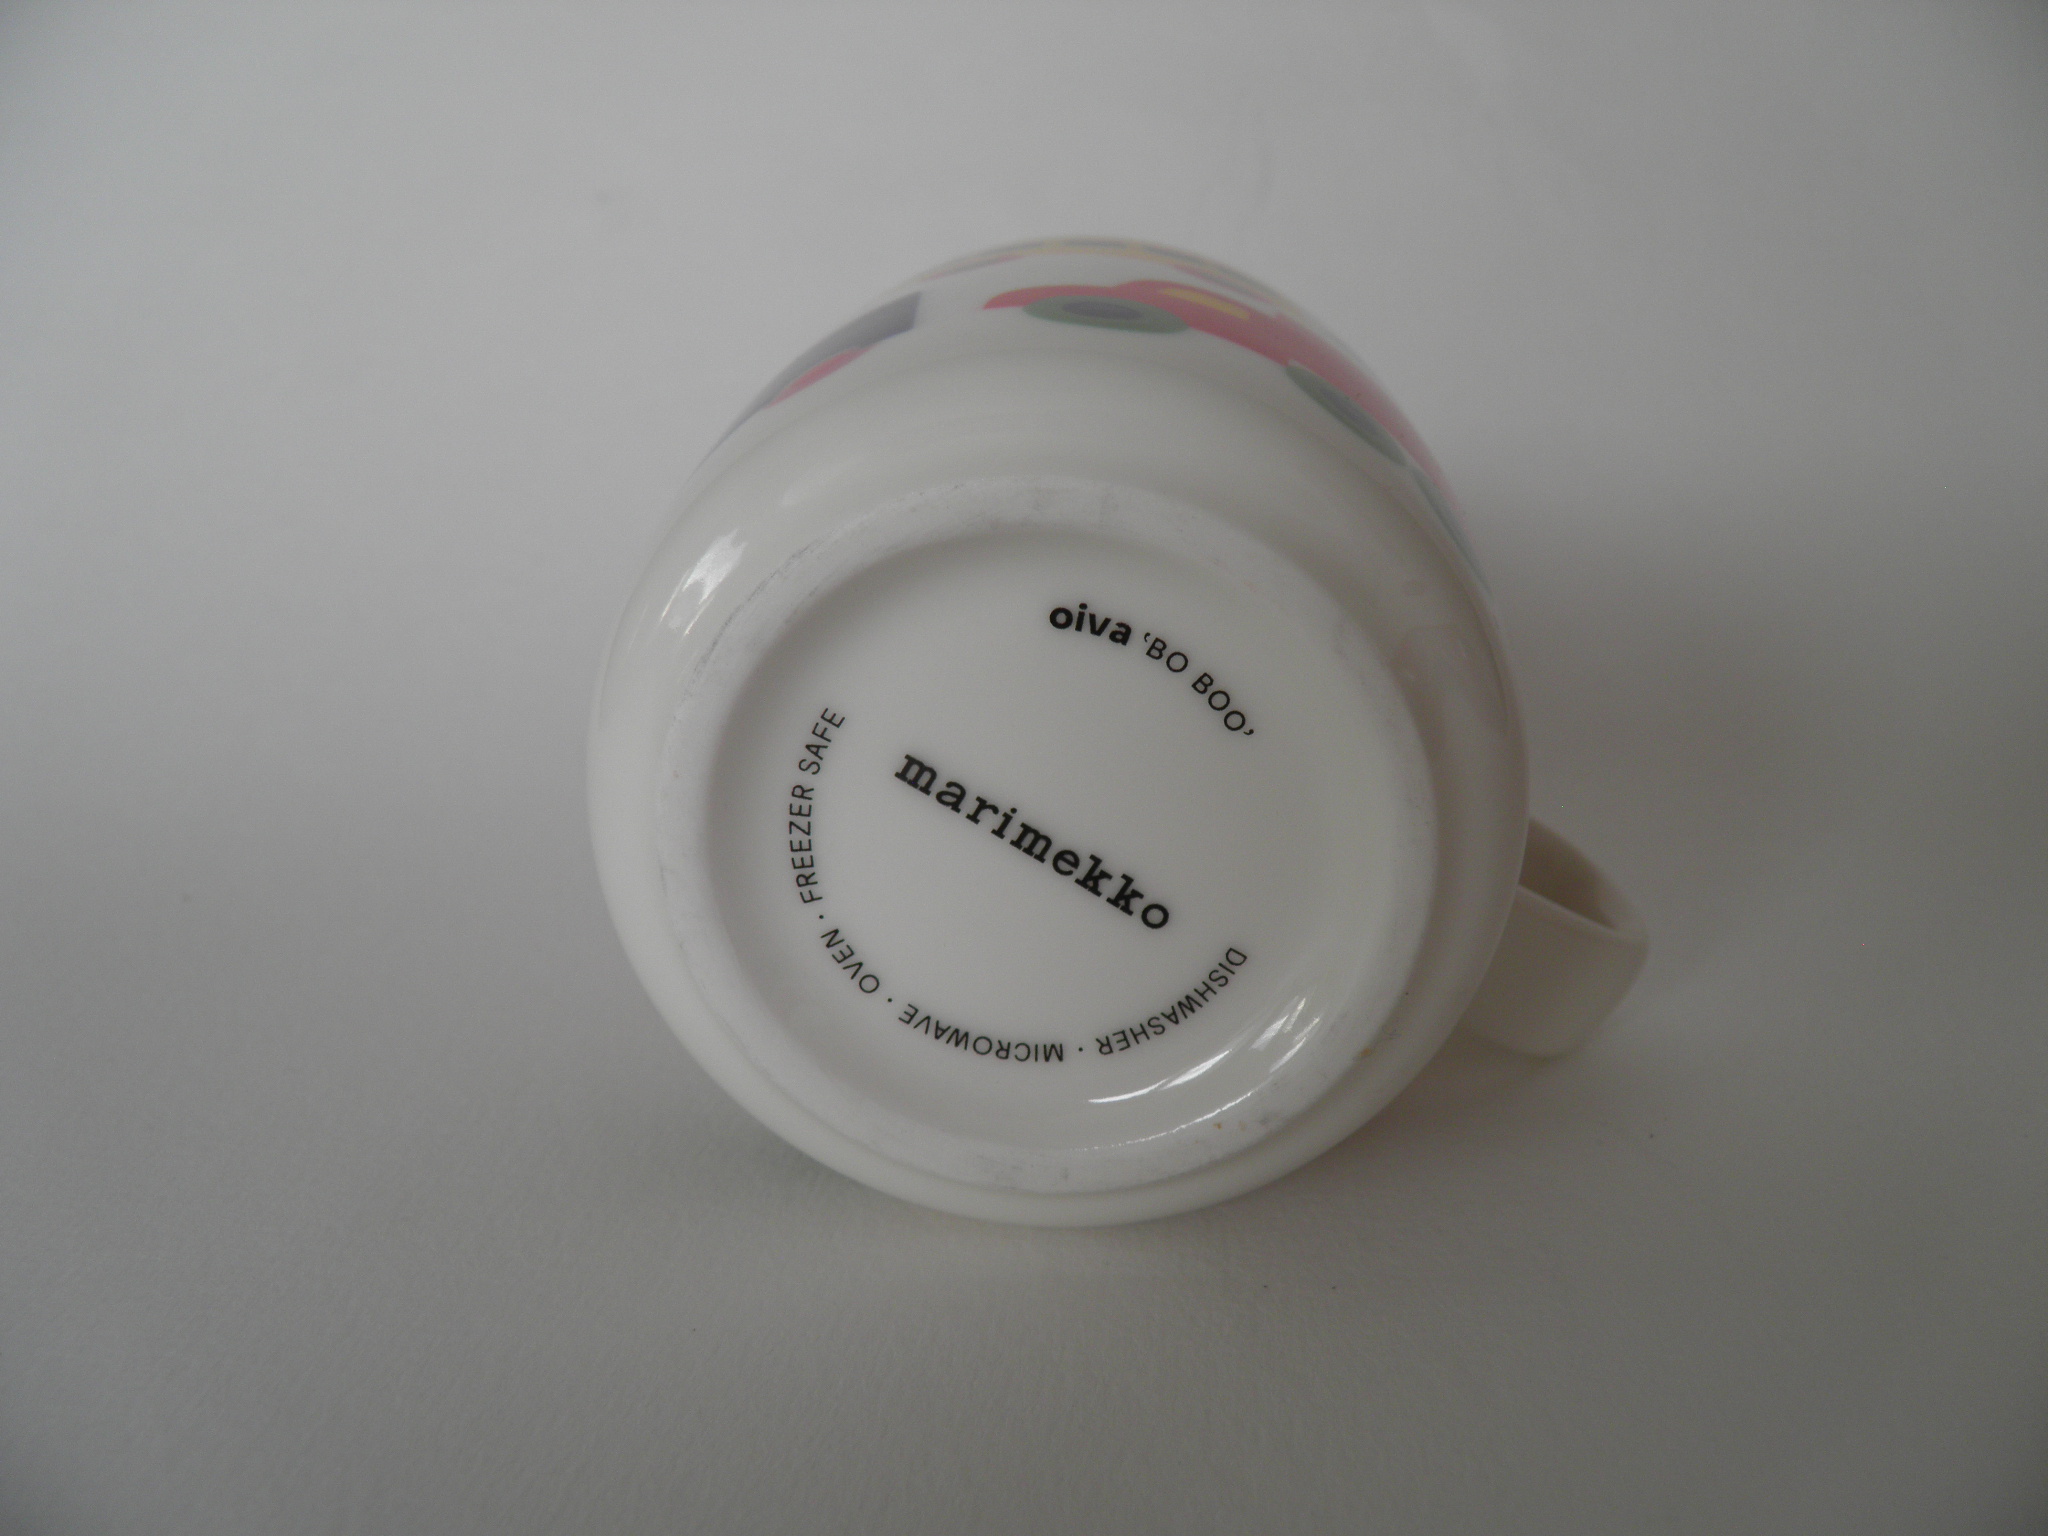 oiva ‘BO BOO’
marimekko
DISHWASHER · MICROWAVE · OVEN · FREEZER SAFE